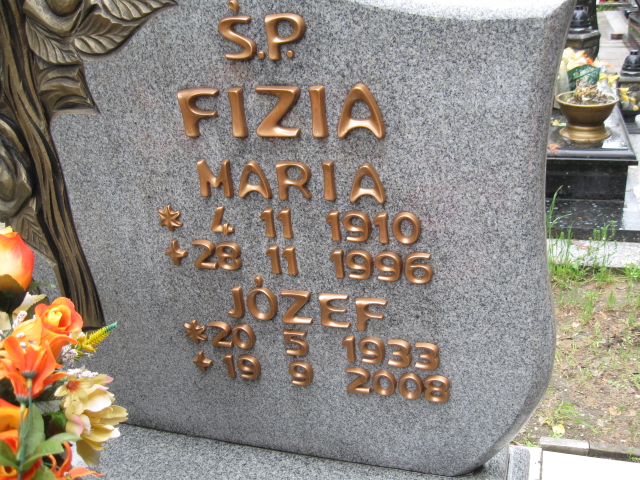 Ś.P.
FIZIA
MARIA
* 4 11 1910
+ 28 11 1996
JÓZEF
* 20 5 1933
+ 19 9 2008